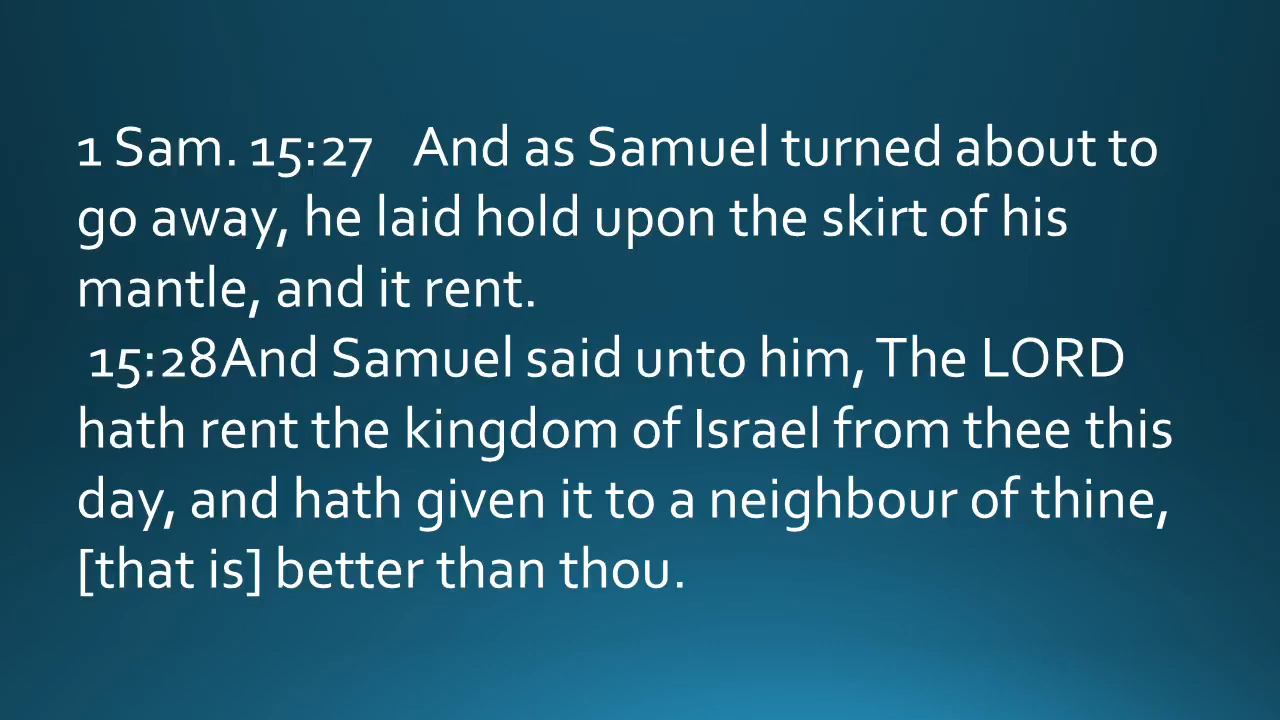 1 Sam. 15:27   And as Samuel turned about to
go away, he laid hold upon the skirt of his
mantle, and it rent.
15:28And Samuel said unto him, The LORD
hath rent the kingdom of Israel from thee this
day, and hath given it to a neighbour of thine,
[that is] better than thou.